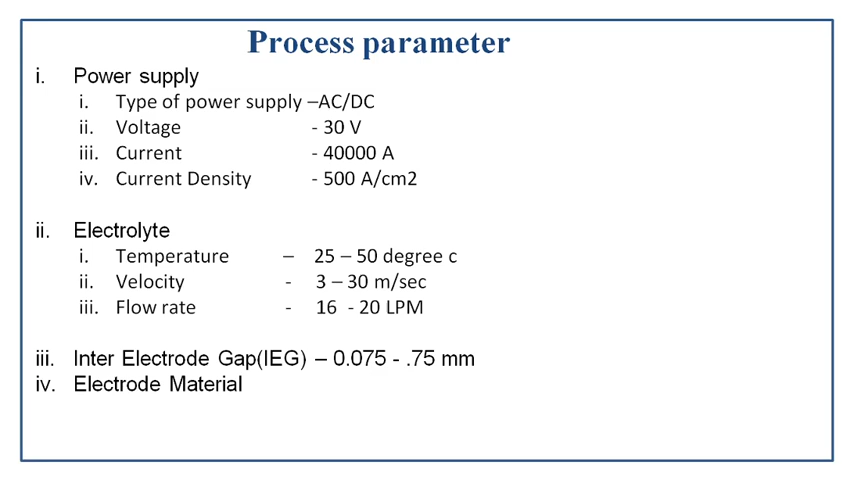 Process parameter
i. Power supply
i. Type of power supply –AC/DC
ii. Voltage - 30 V
iii. Current - 40000 A
iv. Current Density - 500 A/cm2
ii. Electrolyte
i. Temperature – 25 – 50 degree c
ii. Velocity - 3 – 30 m/sec
iii. Flow rate - 16 - 20 LPM
iii. Inter Electrode Gap(IEG) – 0.075 - .75 mm
iv. Electrode Material